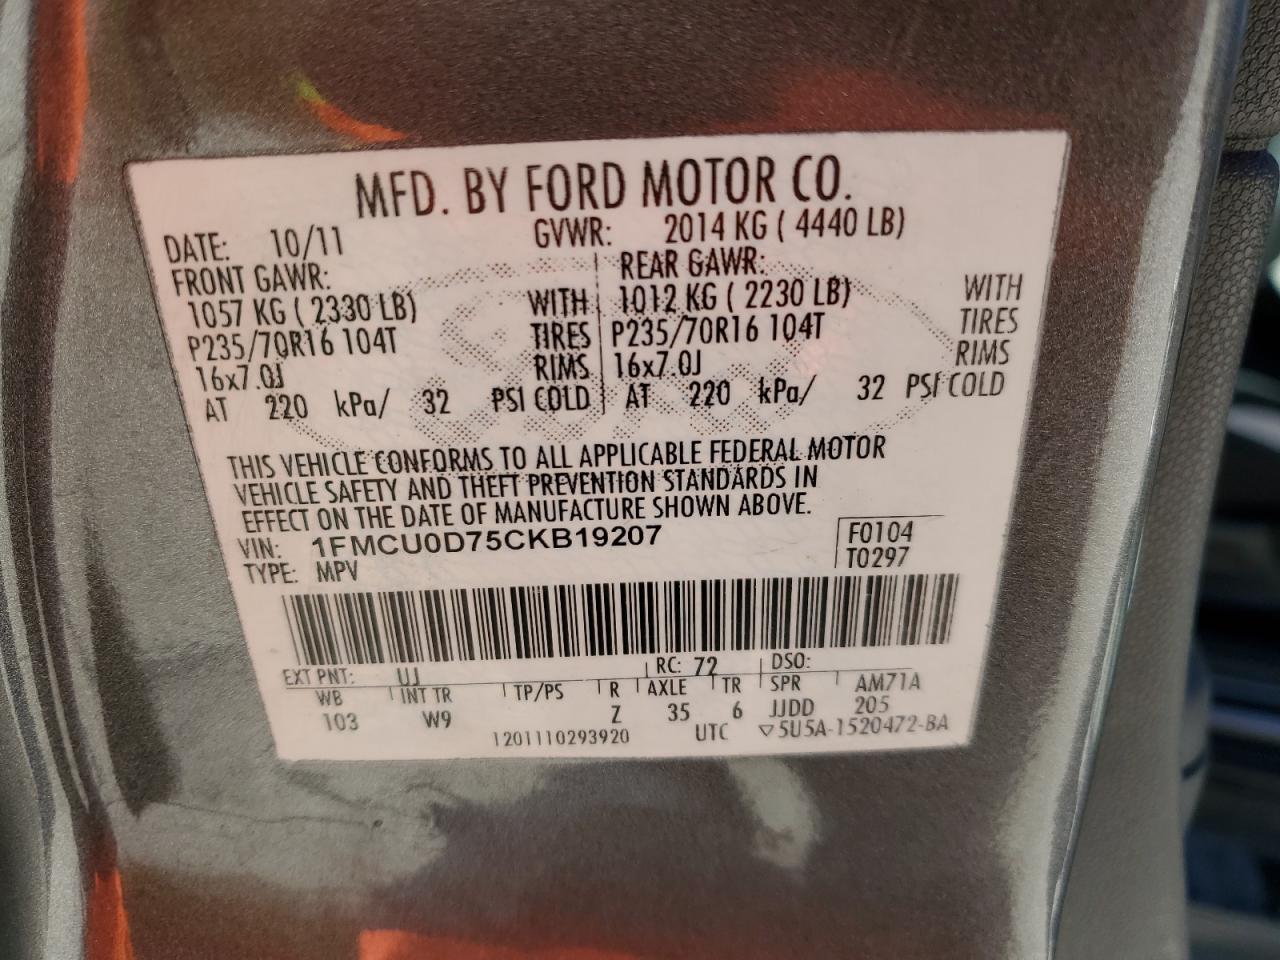 MFD. BY FORD MOTOR CO.
DATE: 10/11 GVWR: 2014 KG ( 4440 LB)
FRONT GAWR: REAR GAWR:
1057 KG ( 2330 LB) WITH 1012 KG ( 2230 LB) WITH
P235/70R16 104T TIRES P235/70R16 104T TIRES
16x7.0J RIMS 16x7.0J RIMS
AT 220 kPa/ 32 PSI COLD AT 220 kPa/ 32 PSI COLD
THIS VEHICLE CONFORMS TO ALL APPLICABLE FEDERAL MOTOR
VEHICLE SAFETY AND THEFT PREVENTION STANDARDS IN
EFFECT ON THE DATE OF MANUFACTURE SHOWN ABOVE.
VIN: 1FMCU0D75CKB19207 F0104
TYPE: MPV T0297
EXT PNT: UJ RC: 72 DSO:
WB INT TR TP/PS R AXLE TR SPR AM71A
103 W9 Z 35 6 JJDD 205
1201110293920 UTC ▽5U5A-1520472-BA